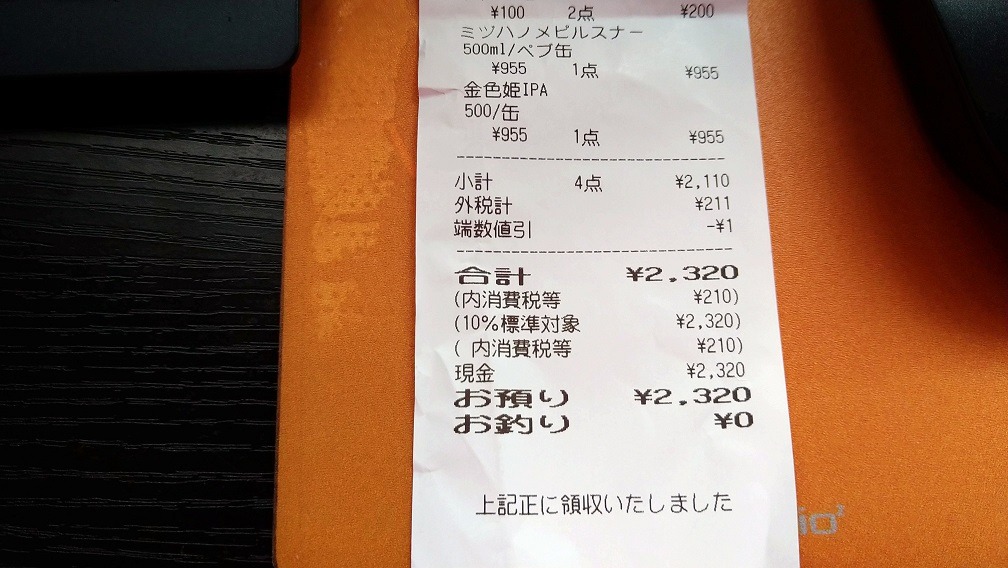 ¥100 2点 ¥200
ミヅハノメピルスナー
500ml/ペブ缶
¥955 1点 ¥955
金色姫IPA
500/缶
¥955 1点 ¥955
小計 4点 ¥2,110
外税計 ¥211
端数値引 -¥1
合計 ¥2,320
(内消費税等 ¥210)
(10%標準対象 ¥2,320)
( 内消費税等 ¥210)
現金 ¥2,320
お預り ¥2,320
お釣り ¥0
上記正に領収いたしました